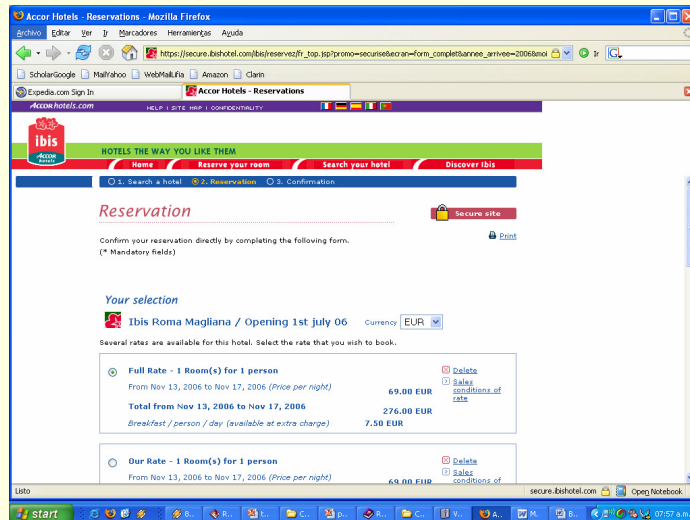 Accor Hotels - Reservations - Mozilla Firefox
Archivo Editar Ver Ir Marcadores Herramientas Ayuda
https://secure.ibishotel.com/ibis/reservez/fr_top.jsp?promo=securise&ecran=form_complet&annee_arrivee=2006&moi Ir G
ScholarGoogle MailYahoo WebMailLifia Amazon Clarin
Expedia.com Sign In Accor Hotels - Reservations
Accorhotels.com HELP | SITE MAP | CONFIDENTIALITY
ibis
ACCOR
hotels
HOTELS THE WAY YOU LIKE THEM
Home Reserve your room Search your hotel Discover Ibis
1. Search a hotel 2. Reservation 3. Confirmation
Reservation
Secure site
Print
Confirm your reservation directly by completing the following form.
(* Mandatory fields)
Your selection
Ibis Roma Magliana / Opening 1st july 06 Currency EUR
Several rates are available for this hotel. Select the rate that you wish to book.
Full Rate - 1 Room(s) for 1 person Delete
From Nov 13, 2006 to Nov 17, 2006 (Price per night) 69.00 EUR Sales conditions of rate
Total from Nov 13, 2006 to Nov 17, 2006 276.00 EUR
Breakfast / person / day (available at extra charge) 7.50 EUR
Our Rate - 1 Room(s) for 1 person Delete
From Nov 13, 2006 to Nov 17, 2006 (Price per night) 69.00 EUR Sales conditions of
Listo secure.ibishotel.com Open Notebook
start 8... R... t... C... p... R... C... V... A... M... B... 07:57 a.m.